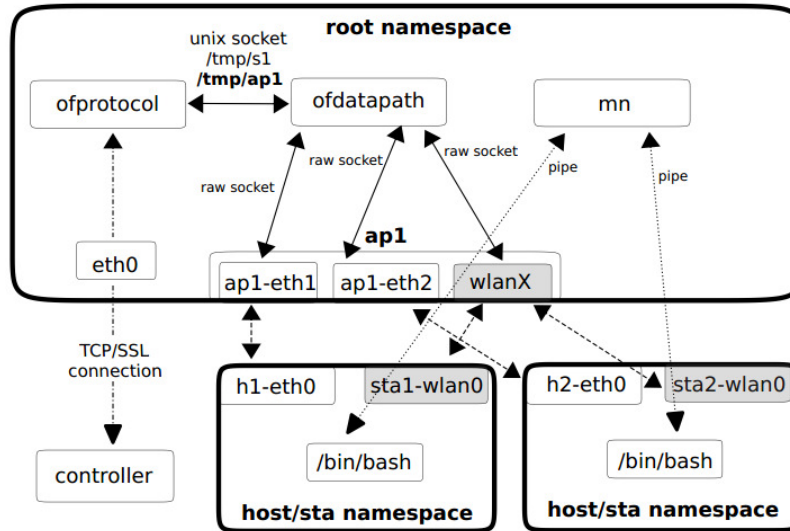 root namespace
unix socket
/tmp/s1
/tmp/ap1
ofprotocol
ofdatapath
mn
raw socket
raw socket
raw socket
pipe
pipe
ap1
eth0
ap1-eth1
ap1-eth2
wlanX
TCP/SSL
connection
h1-eth0
sta1-wlan0
h2-eth0
sta2-wlan0
controller
/bin/bash
/bin/bash
host/sta namespace
host/sta namespace